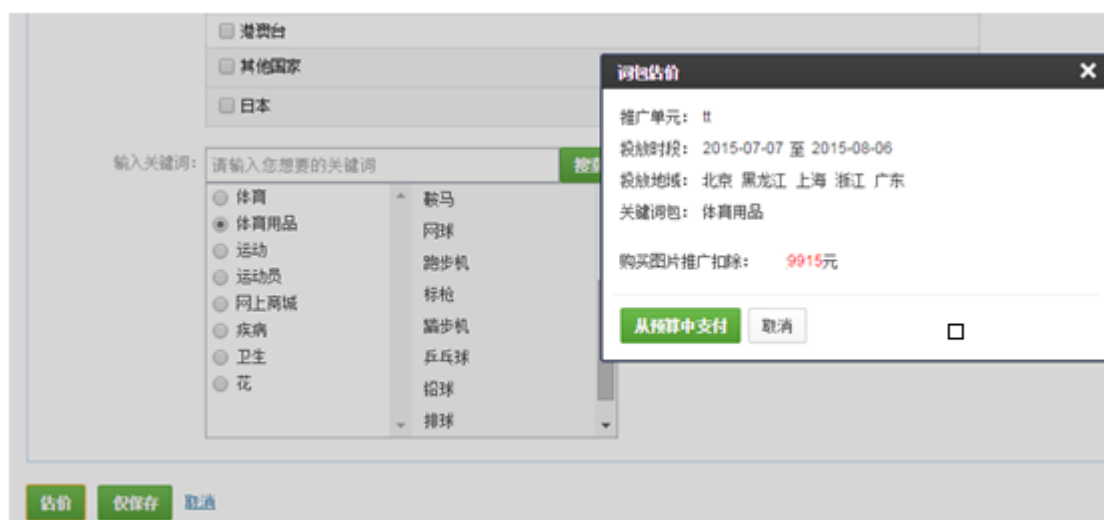 港澳台
其他国家
日本
输入关键词：
请输入您想要的关键词
体育
体育用品
运动
运动员
网上商城
疾病
卫生
花
鞍马
网球
跑步机
标枪
踏步机
乒乓球
铅球
排球
估价
仅保存
取消
词包估价
推广单元： tt
投放时段： 2015-07-07 至 2015-08-06
投放地域： 北京 黑龙江 上海 浙江 广东
关键词包： 体育用品
购买图片推广扣除： 9915元
从预算中支付
取消